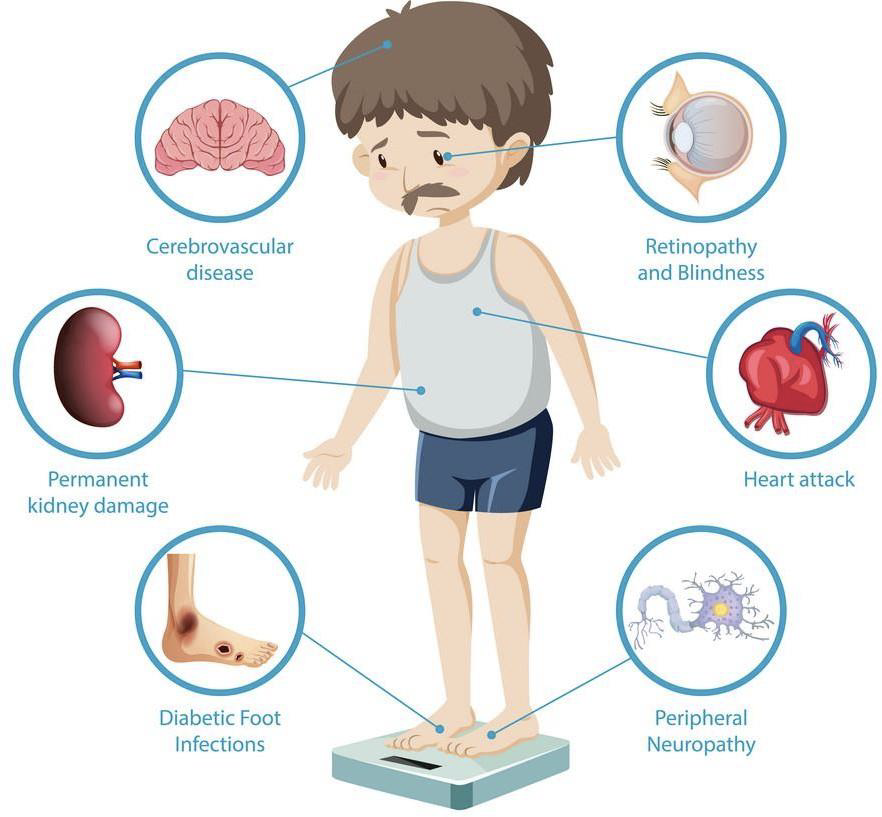 Cerebrovascular
disease
Retinopathy
and Blindness
Permanent
kidney damage
Heart attack
Diabetic Foot
Infections
Peripheral
Neuropathy